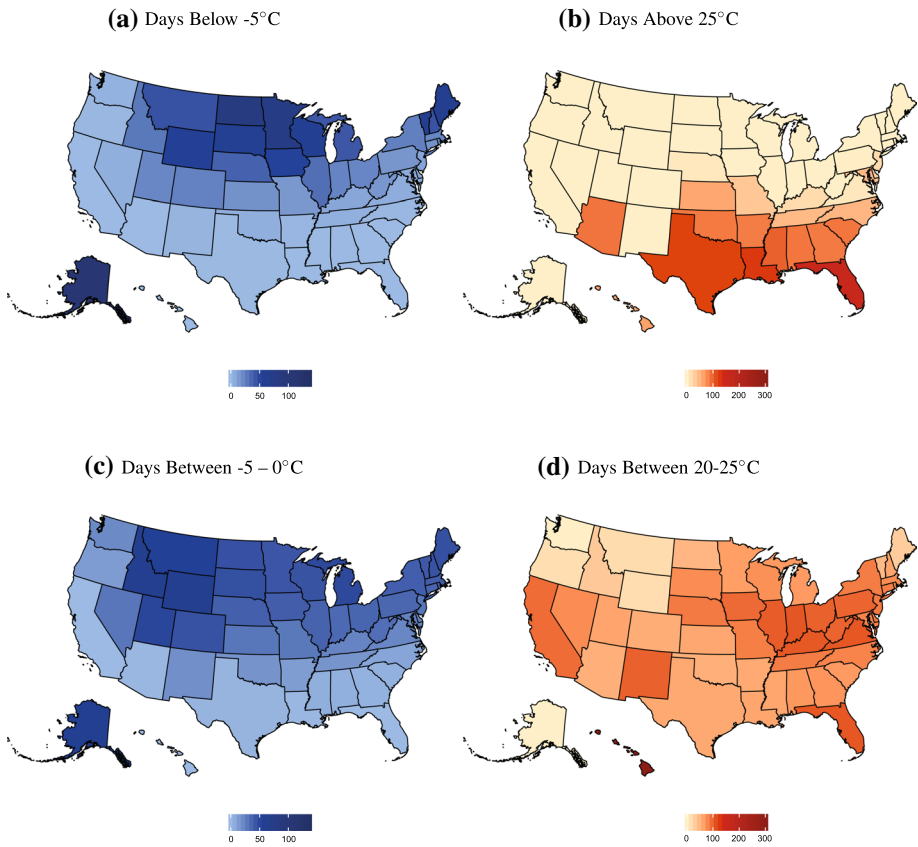 (a) Days Below -5°C
(b) Days Above 25°C
0 50 100
0 100 200 300
(c) Days Between -5 – 0°C
(d) Days Between 20-25°C
0 50 100
0 100 200 300